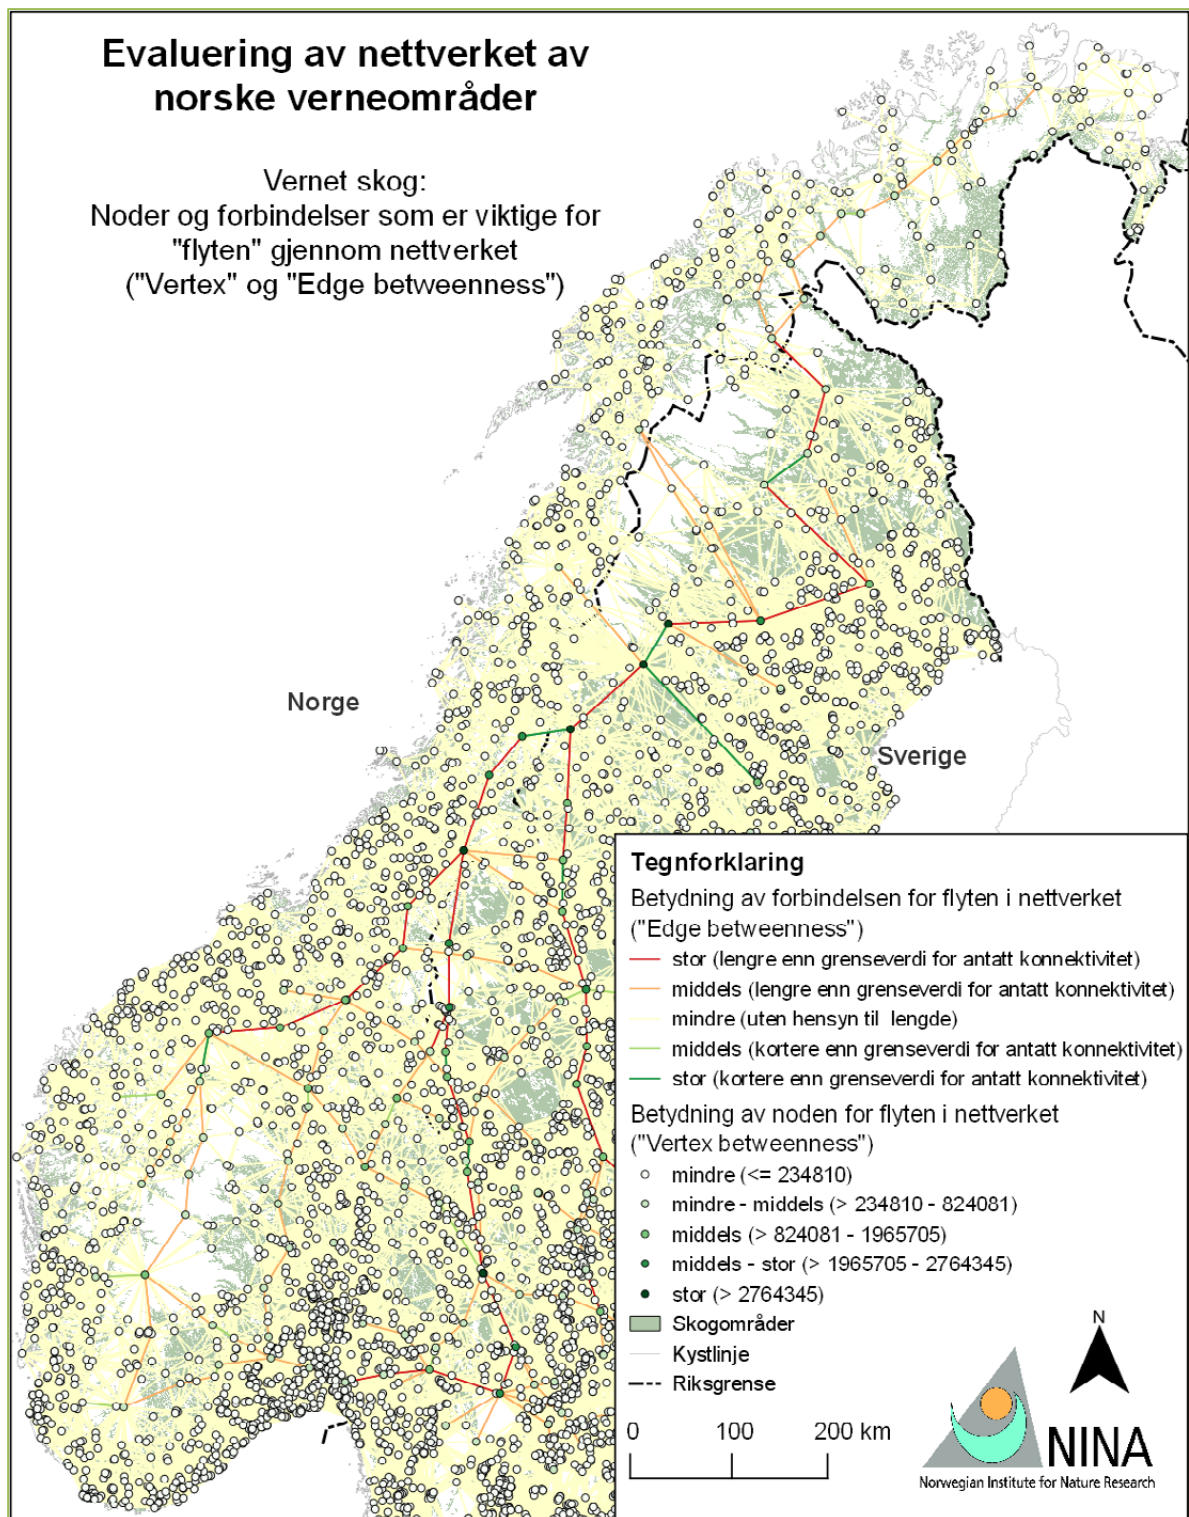 Evaluering av nettverket av
norske verneområder
Vernet skog:
Noder og forbindelser som er viktige for
"flyten" gjennom nettverket
("Vertex" og "Edge betweenness")
Norge
Sverige
Tegnforklaring
Betydning av forbindelsen for flyten i nettverket
("Edge betweenness")
stor (lengre enn grenseverdi for antatt konnektivitet)
middels (lengre enn grenseverdi for antatt konnektivitet)
mindre (uten hensyn til lengde)
middels (kortere enn grenseverdi for antatt konnektivitet)
stor (kortere enn grenseverdi for antatt konnektivitet)
Betydning av noden for flyten i nettverket
("Vertex betweenness")
mindre (<= 234810)
mindre - middels (> 234810 - 824081)
middels (> 824081 - 1965705)
middels - stor (> 1965705 - 2764345)
stor (> 2764345)
Skogområder
Kystlinje
Riksgrense
N
0 100 200 km
NINA
Norwegian Institute for Nature Research